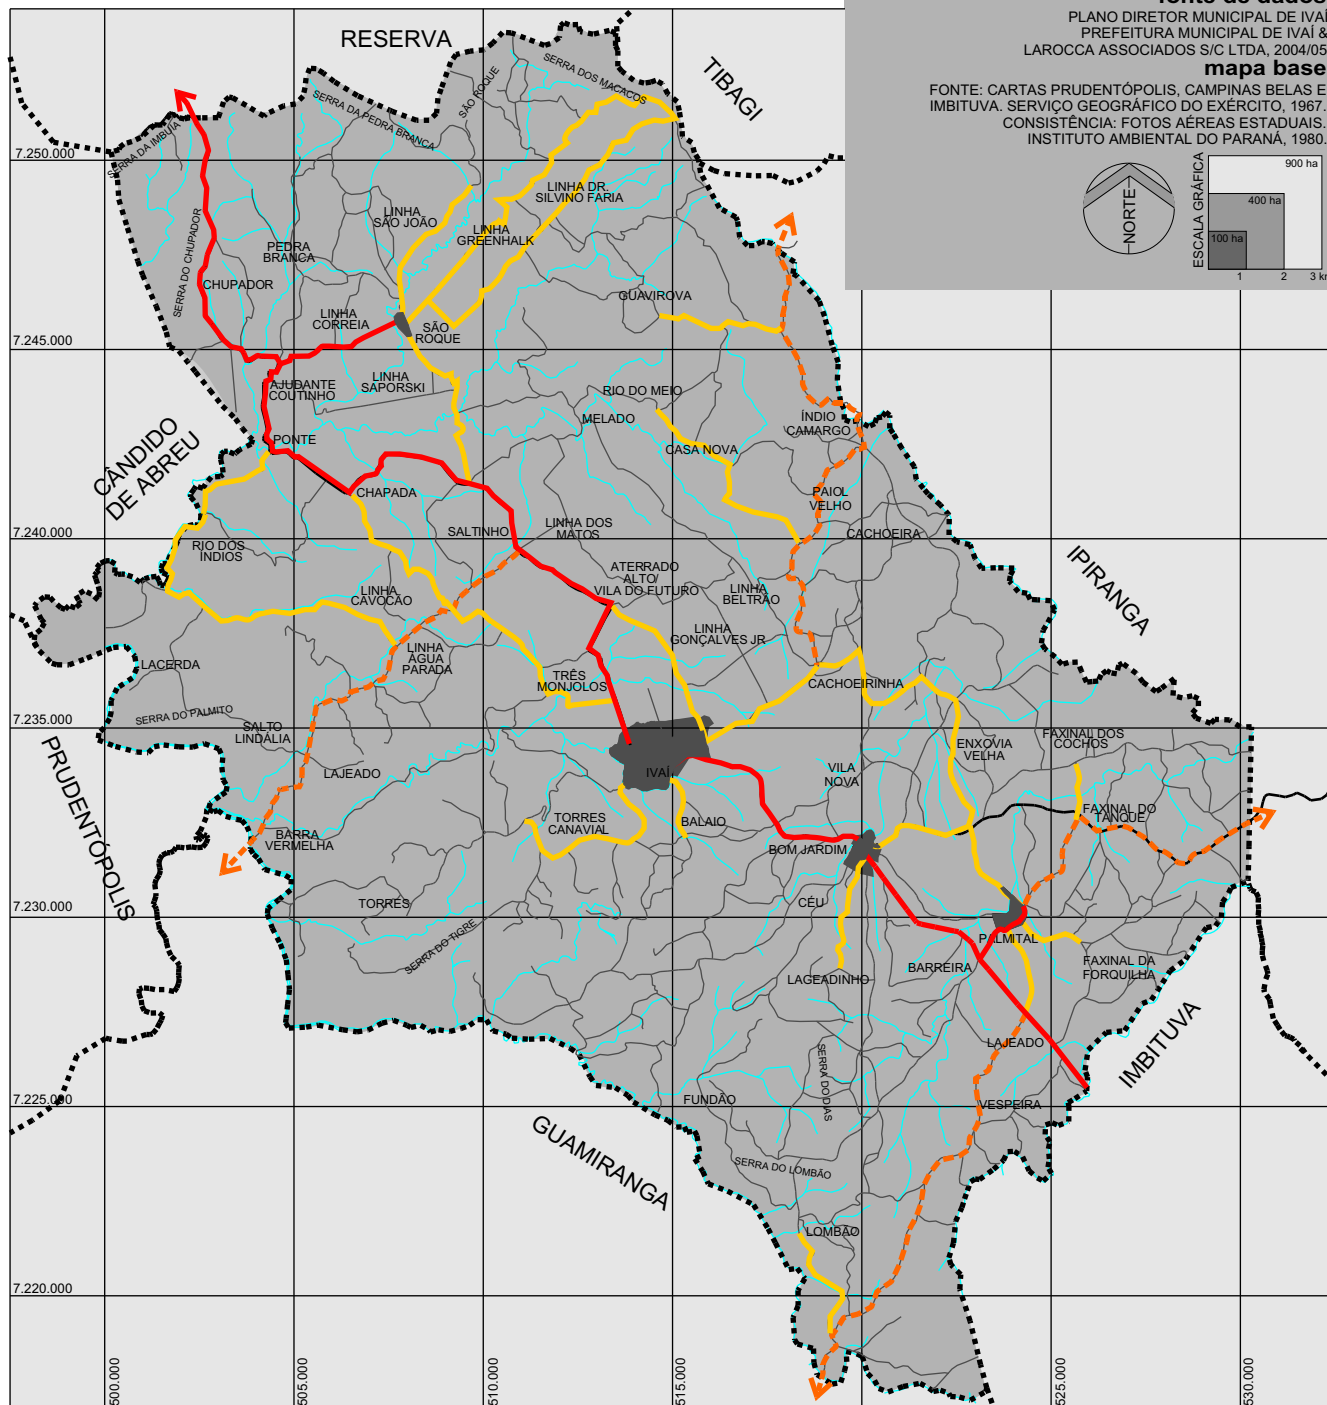 fonte de dados
PLANO DIRETOR MUNICIPAL DE IVAÍ
PREFEITURA MUNICIPAL DE IVAÍ &
LAROCCA ASSOCIADOS S/C LTDA, 2004/05
mapa base
FONTE: CARTAS PRUDENTÓPOLIS, CAMPINAS BELAS E
IMBITUVA. SERVIÇO GEOGRÁFICO DO EXÉRCITO, 1967.
CONSISTÊNCIA: FOTOS AÉREAS ESTADUAIS.
INSTITUTO AMBIENTAL DO PARANÁ, 1980.
NORTE
ESCALA GRÁFICA
900 ha
400 ha
100 ha
1
2
3 km
RESERVA
TIBAGI
SERRA DOS MACACOS
SÃO ROQUE
SERRA DA PEDRA BRANCA
SERRA DA IMBUIA
7.250.000
LINHA DR.
SILVINO FARIA
LINHA
SÃO JOÃO
LINHA
GREENHALK
SERRA DO CHUPADOR
PEDRA
BRANCA
CHUPADOR
GUAVIROVA
LINHA
CORREIA
SÃO
ROQUE
7.245.000
AJUDANTE
COUTINHO
LINHA
SAPORSKI
RIO DO MEIO
MELADO
ÍNDIO
CAMARGO
CÂNDIDO
DE ABREU
PONTE
CASA NOVA
CHAPADA
PAIOL
VELHO
SALTINHO
LINHA DOS
MATOS
CACHOEIRA
7.240.000
RIO DOS
INDIOS
IPIRANGA
ATERRADO
ALTO/
VILA DO FUTURO
LINHA
CAVOCÃO
LINHA
BELTRÃO
LINHA
GONÇALVES JR
LACERDA
LINHA
ÁGUA
PARADA
TRÊS
MONJOLOS
CACHOEIRINHA
SERRA DO PALMITO
7.235.000
SALTO
LINDÁLIA
FAXINAL DOS
COCHOS
ENXOVIA
VELHA
PRUDENTÓPOLIS
LAJEADO
IVAÍ
VILA
NOVA
TORRES
CANAVIAL
BALAIO
FAXINAL DO
TANQUE
BARRA
VERMELHA
BOM JARDIM
TORRES
CÉU
7.230.000
SERRA DO TIGRE
PALMITAL
BARREIRA
FAXINAL DA
FORQUILHA
LAGEADINHO
IMBITUVA
LAJEADO
SERRA DO DIAS
7.225.000
FUNDÃO
VESPEIRA
GUAMIRANGA
SERRA DO LOMBÃO
LOMBÃO
7.220.000
500.000
505.000
510.000
515.000
525.000
530.000